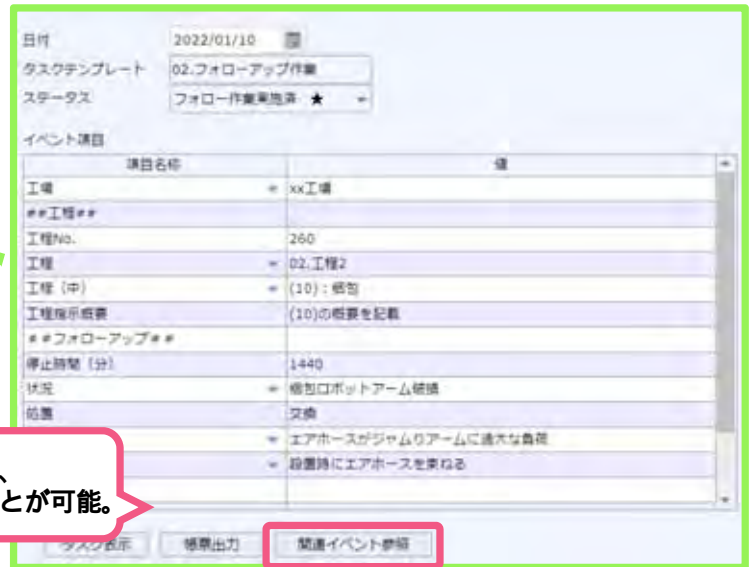 日付 2022/01/10
タスクテンプレート 02.フォローアップ作業
ステータス フォロー作業実施済 ★
イベント項目
項目名称 値
工場 xx工場
##工程##
工程No. 260
工程 02.工程2
工程（中） (10)：梱包
工程指示概要 (10)の概要を記載
##フォローアップ##
停止時間（分） 1440
状況 梱包ロボットアーム破損
処置 交換
エアホースがジャムりアームに過大な負荷
設置時にエアホースを束ねる
、
とが可能。
タスク表示 帳票出力 関連イベント参照